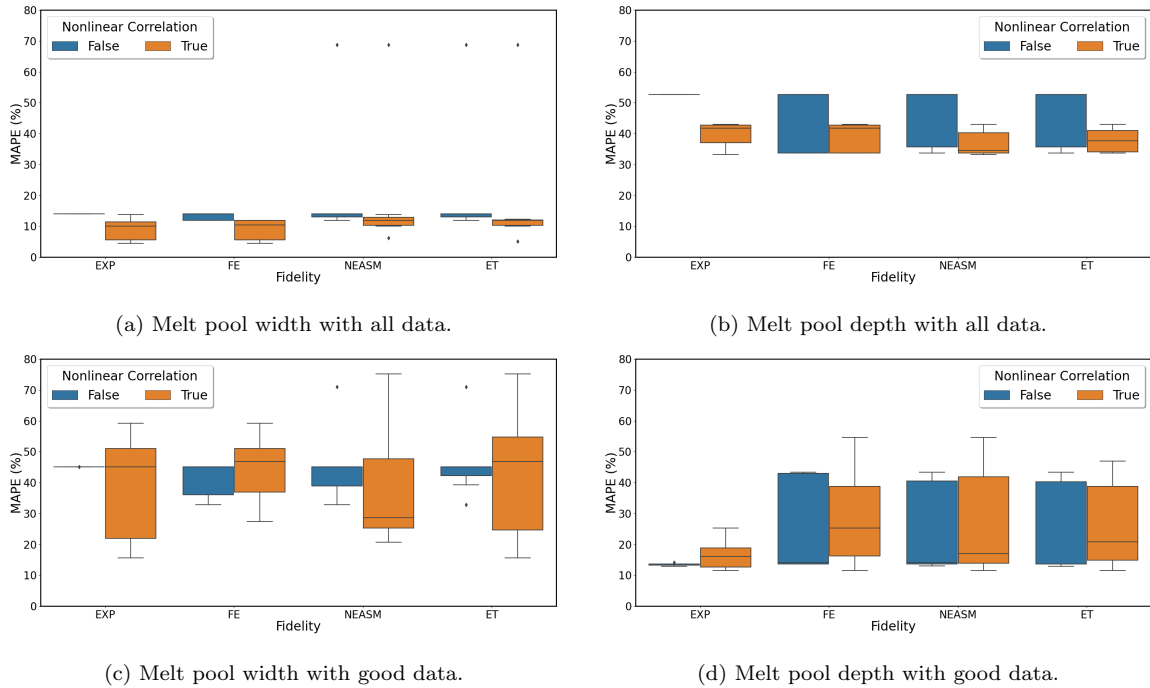 Nonlinear Correlation
False True
80
70
60
50
40
30
20
10
0
MAPE (%)
EXP FE NEASM ET
Fidelity
(a) Melt pool width with all data.
Nonlinear Correlation
False True
80
70
60
50
40
30
20
10
0
MAPE (%)
EXP FE NEASM ET
Fidelity
(b) Melt pool depth with all data.
Nonlinear Correlation
False True
80
70
60
50
40
30
20
10
0
MAPE (%)
EXP FE NEASM ET
Fidelity
(c) Melt pool width with good data.
Nonlinear Correlation
False True
80
70
60
50
40
30
20
10
0
MAPE (%)
EXP FE NEASM ET
Fidelity
(d) Melt pool depth with good data.